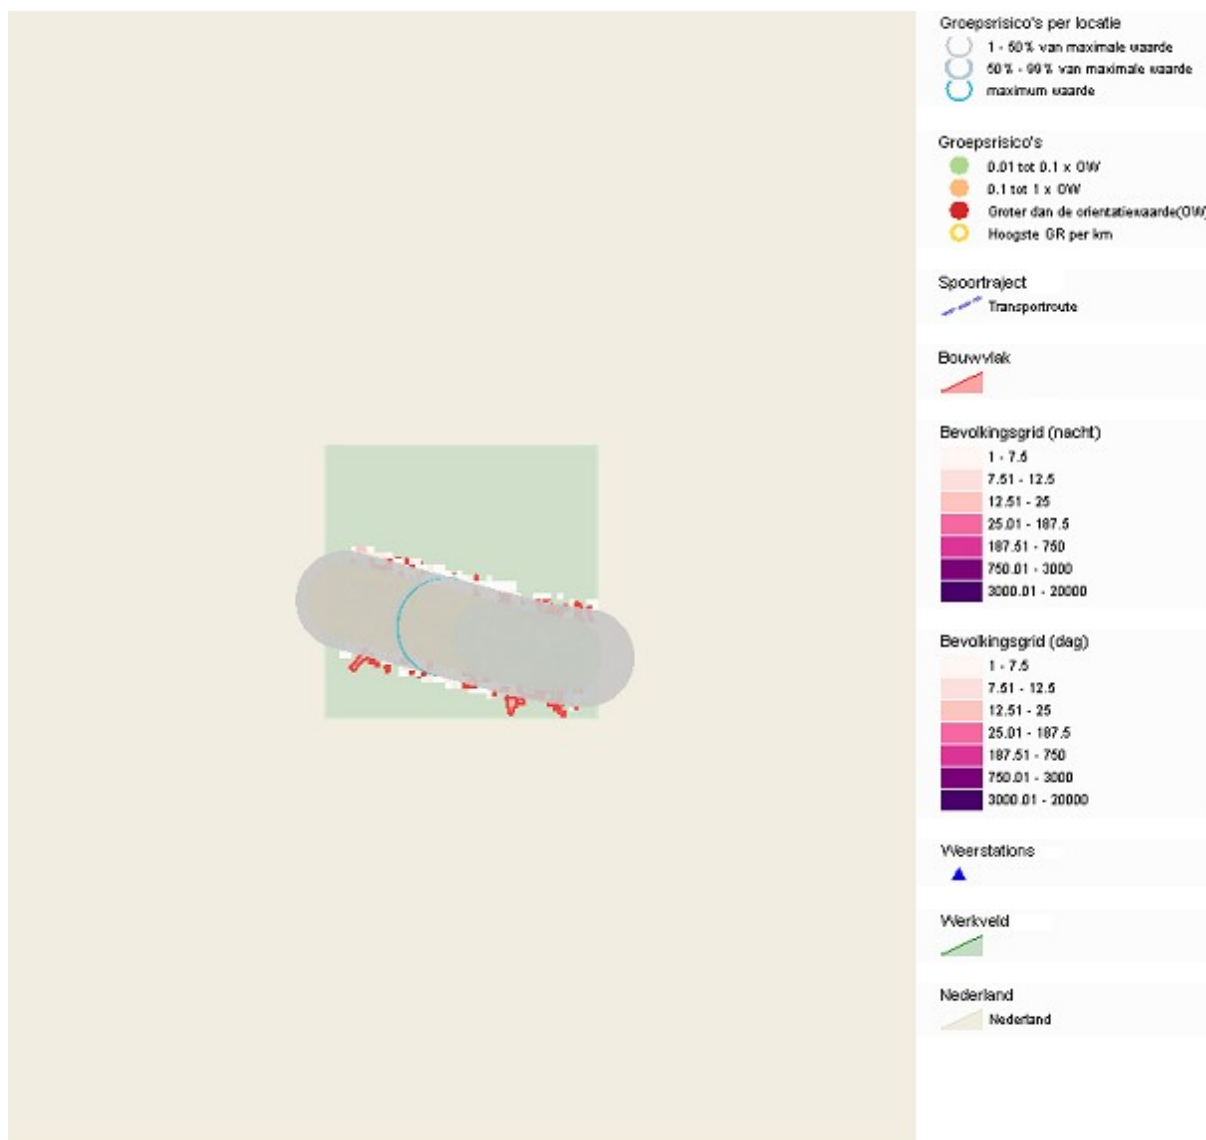 Groepsrisico's per locatie
1 - 50% van maximale waarde
50% - 99% van maximale waarde
maximum waarde
Groepsrisico's
0.01 tot 0.1 x OW
0.1 tot 1 x OW
Groter dan de orientatiewaarde(OW)
Hoogste GR per km
Spoortraject
Transportroute
Bouwvlak
Bevolkingsgrid (nacht)
1 - 7.5
7.51 - 12.5
12.51 - 25
25.01 - 187.5
187.51 - 750
750.01 - 3000
3000.01 - 20000
Bevolkingsgrid (dag)
1 - 7.5
7.51 - 12.5
12.51 - 25
25.01 - 187.5
187.51 - 750
750.01 - 3000
3000.01 - 20000
Weerstations
Werkveld
Nederland
Nederland